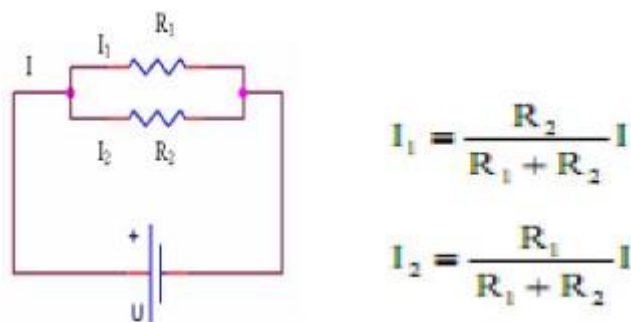 R₁
I₁
I
I₂
R₂
+
U
I₁ = R₂ / (R₁ + R₂) I
I₂ = R₁ / (R₁ + R₂) I